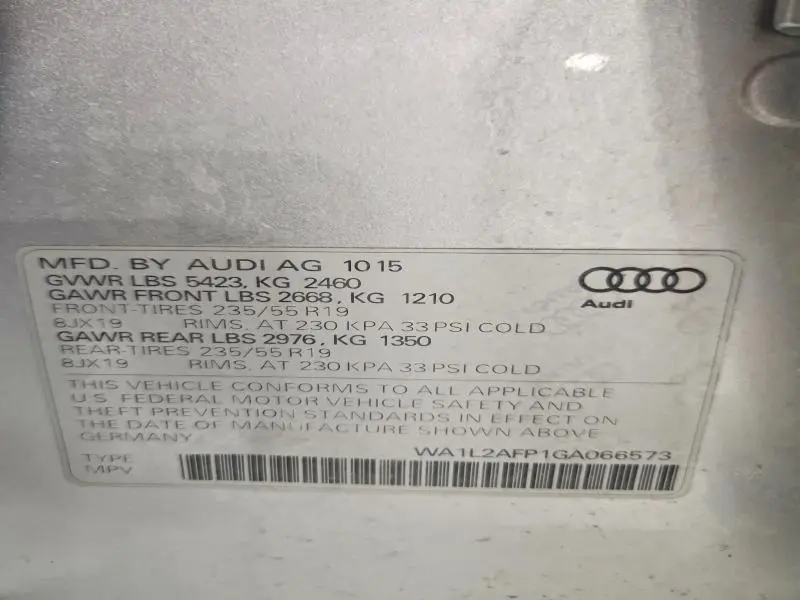 MFD. BY AUDI AG 10 15
GVWR LBS 5423, KG 2460
GAWR FRONT LBS 2668, KG 1210
FRONT-TIRES 235/55 R19
8JX19 RIMS, AT 230 KPA 33 PSI COLD
GAWR REAR LBS 2976, KG 1350
REAR-TIRES 235/55 R19
8JX19 RIMS, AT 230 KPA 33 PSI COLD
Audi
THIS VEHICLE CONFORMS TO ALL APPLICABLE
U.S. FEDERAL MOTOR VEHICLE SAFETY AND
THEFT PREVENTION STANDARDS IN EFFECT ON
THE DATE OF MANUFACTURE SHOWN ABOVE
GERMANY
WA1L2AFP1GA066573
TYPE
MPV